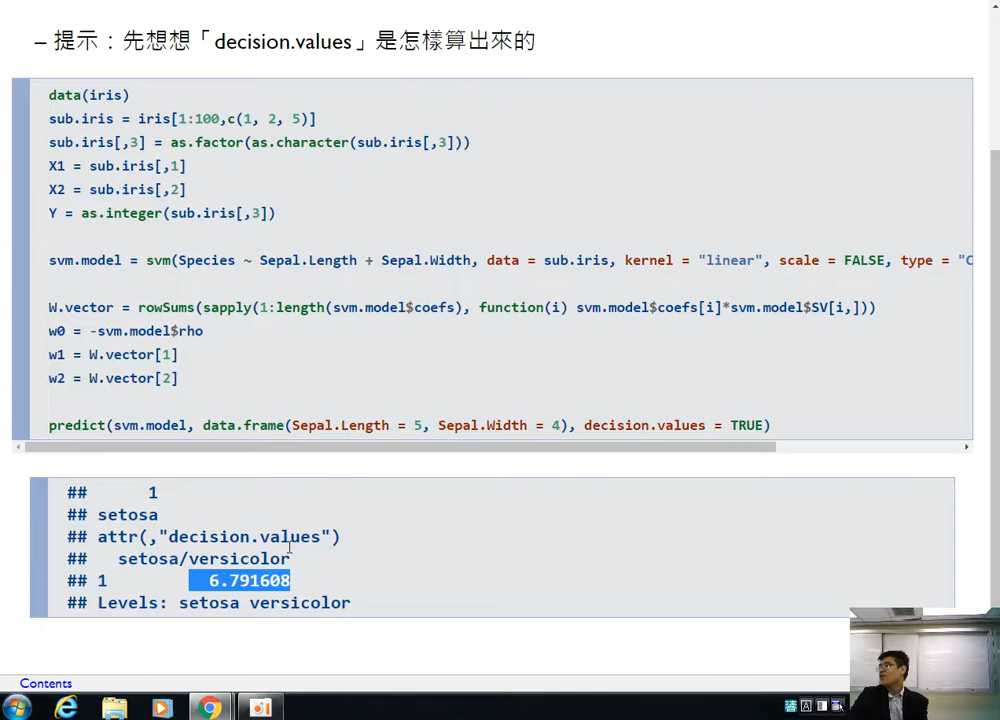 – 提示：先想想「decision.values」是怎樣算出來的
data(iris)
sub.iris = iris[1:100,c(1, 2, 5)]
sub.iris[,3] = as.factor(as.character(sub.iris[,3]))
X1 = sub.iris[,1]
X2 = sub.iris[,2]
Y = as.integer(sub.iris[,3])
svm.model = svm(Species ~ Sepal.Length + Sepal.Width, data = sub.iris, kernel = "linear", scale = FALSE, type = "C
W.vector = rowSums(sapply(1:length(svm.model$coefs), function(i) svm.model$coefs[i]*svm.model$SV[i,]))
w0 = -svm.model$rho
w1 = W.vector[1]
w2 = W.vector[2]
predict(svm.model, data.frame(Sepal.Length = 5, Sepal.Width = 4), decision.values = TRUE)
## 1
## setosa
## attr(,"decision.values")
## setosa/versicolor
## 1 6.791608
## Levels: setosa versicolor
Contents